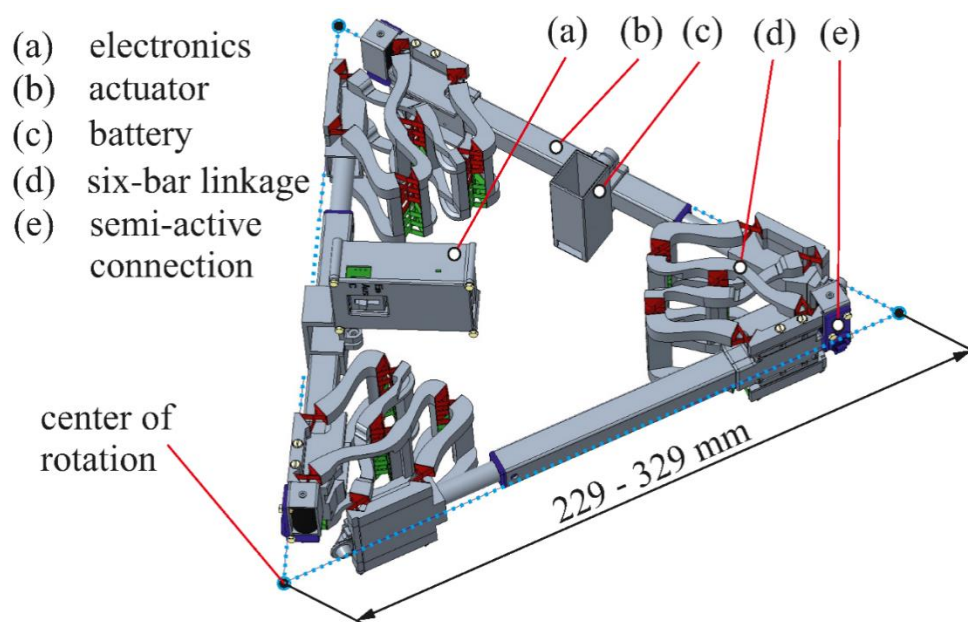 (a) electronics
(b) actuator
(c) battery
(d) six-bar linkage
(e) semi-active
connection
(a) (b) (c) (d) (e)
center of
rotation
229 - 329 mm